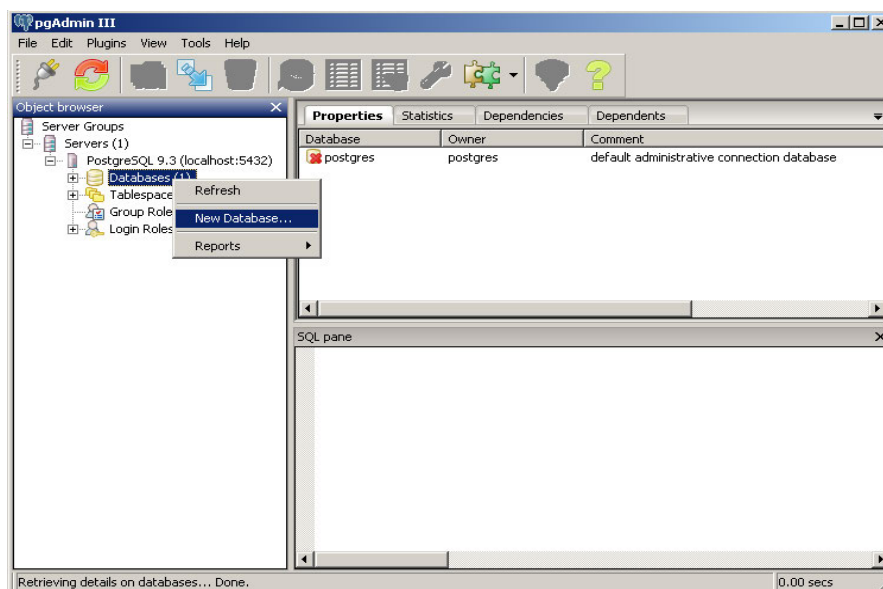 pgAdmin III
File Edit Plugins View Tools Help
Object browser
Server Groups
Servers (1)
PostgreSQL 9.3 (localhost:5432)
Databases (1)
Tablespace
Group Role
Login Roles
Refresh
New Database...
Reports
Properties Statistics Dependencies Dependents
Database Owner Comment
postgres postgres default administrative connection database
SQL pane
Retrieving details on databases... Done. 0.00 secs